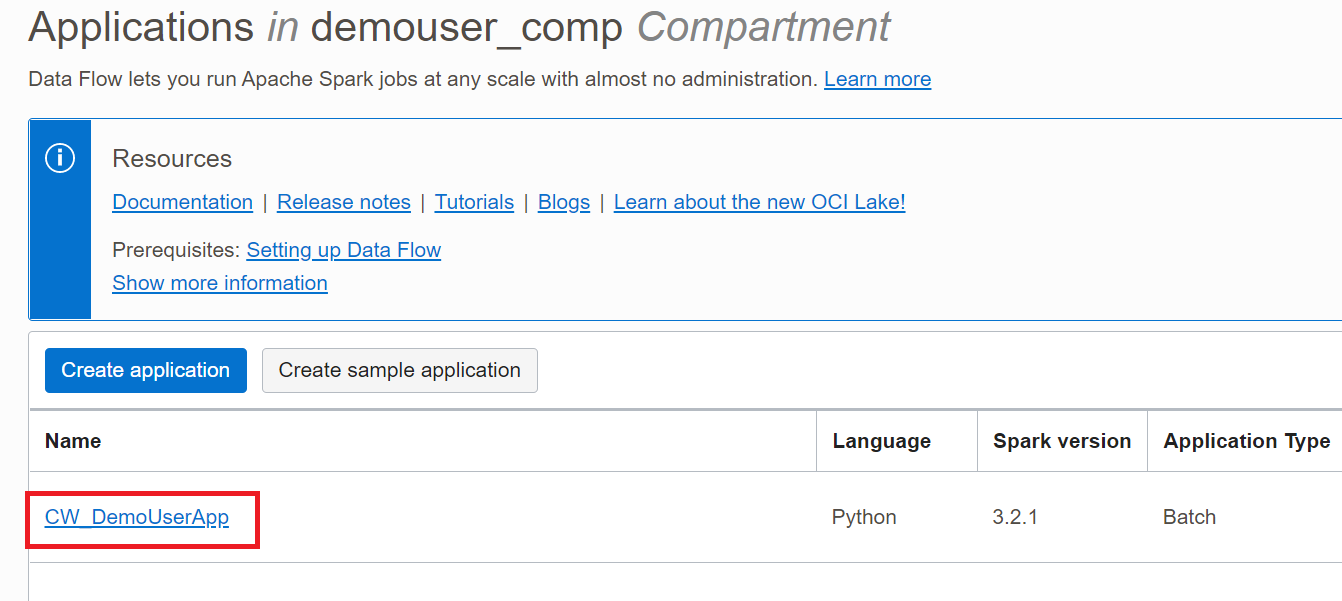 Applications in demouser_comp Compartment
Data Flow lets you run Apache Spark jobs at any scale with almost no administration. Learn more
Resources
Documentation | Release notes | Tutorials | Blogs | Learn about the new OCI Lake!
Prerequisites: Setting up Data Flow
Show more information
Create application Create sample application
Name Language Spark version Application Type
CW_DemoUserApp Python 3.2.1 Batch